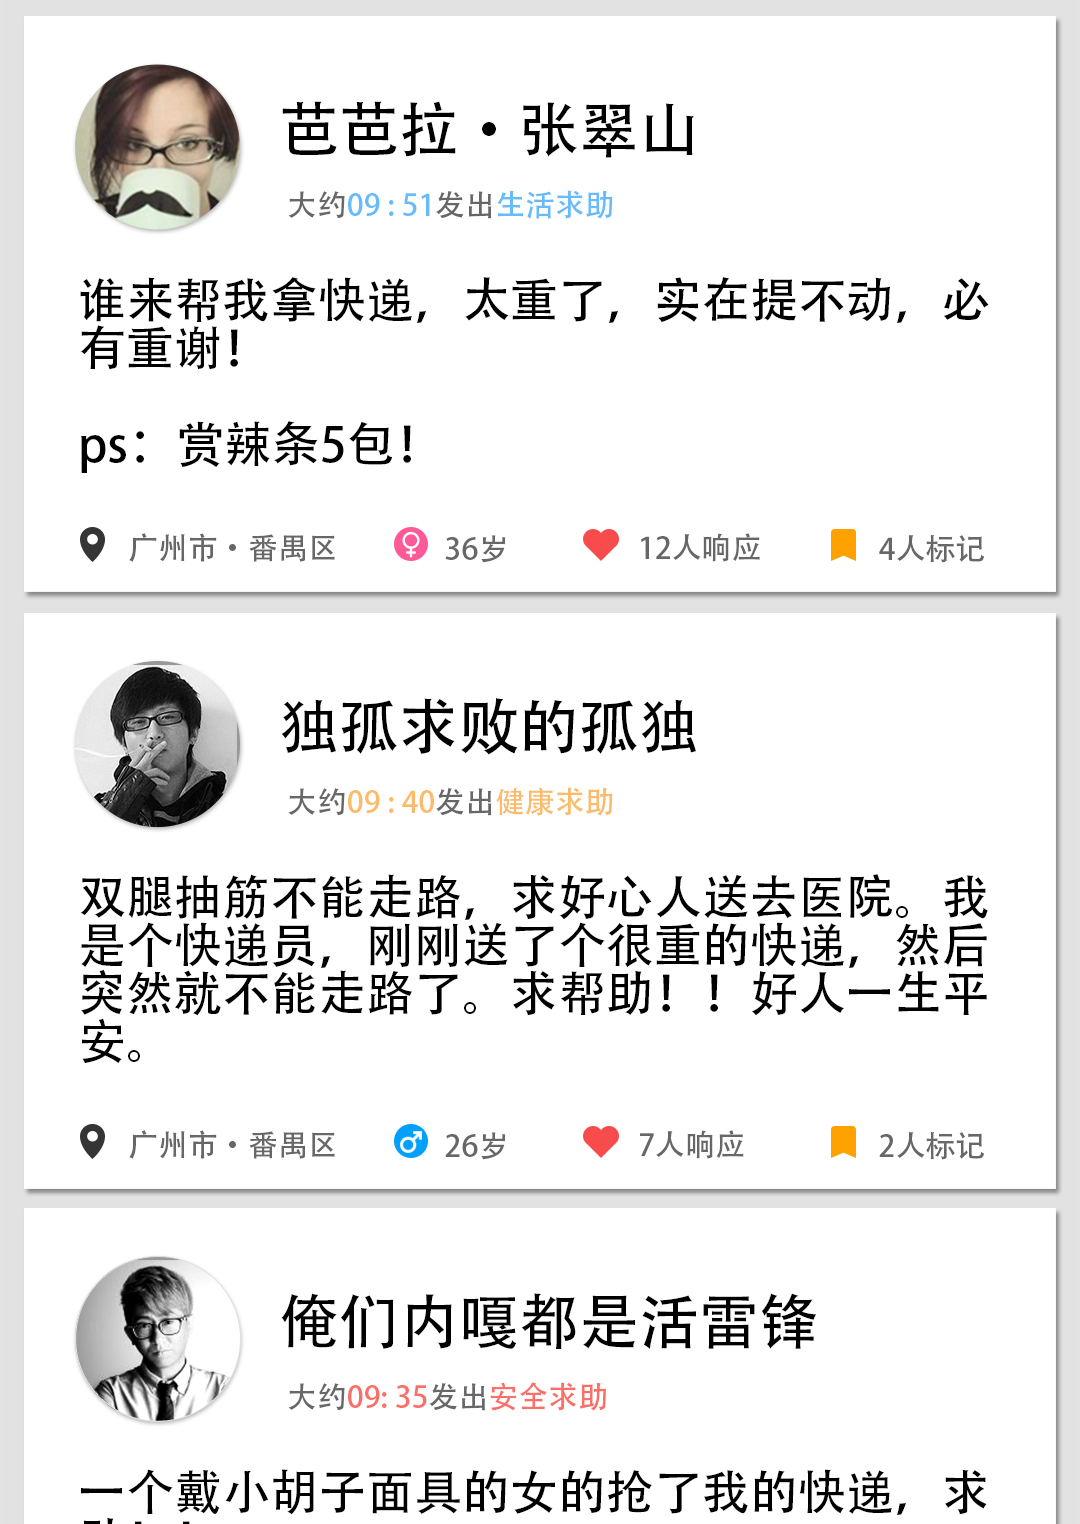 芭芭拉·张翠山
大约09 : 51发出生活求助
谁来帮我拿快递，太重了，实在提不动，必
有重谢！
ps：赏辣条5包！
广州市·番禺区 36岁 12人响应 4人标记
独孤求败的孤独
大约09 : 40发出健康求助
双腿抽筋不能走路，求好心人送去医院。我
是个快递员，刚刚送了个很重的快递，然后
突然就不能走路了。求帮助！！好人一生平
安。
广州市·番禺区 26岁 7人响应 2人标记
俺们内嘎都是活雷锋
大约09: 35发出安全求助
一个戴小胡子面具的女的抢了我的快递，求